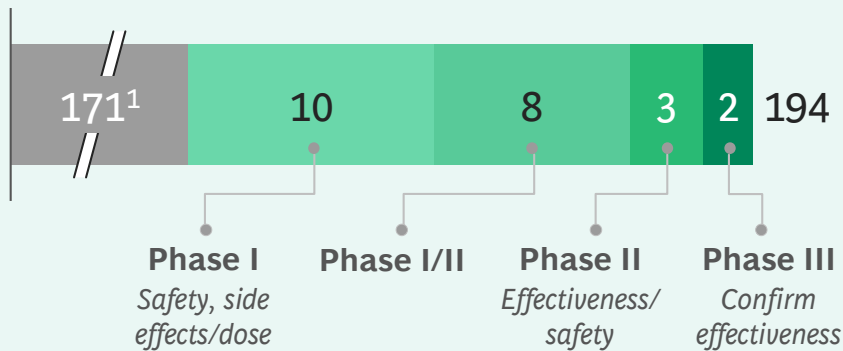 171¹ 10 8 3 2 194
Phase I Phase I/II Phase II Phase III
Safety, side Effectiveness/ Confirm
effects/dose safety effectiveness